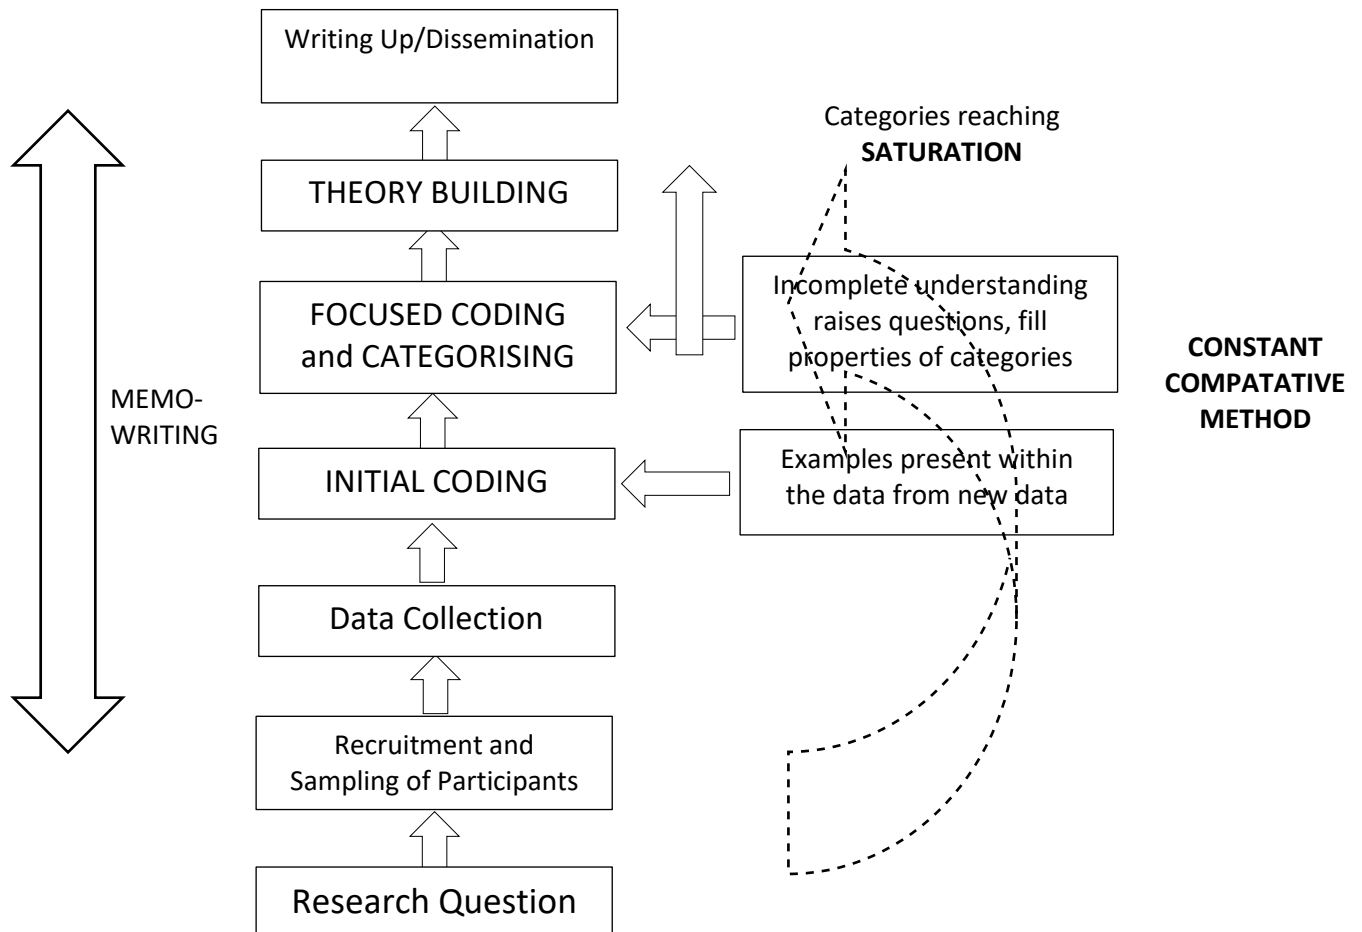 Writing Up/Dissemination
Categories reaching
SATURATION
THEORY BUILDING
FOCUSED CODING
and CATEGORISING
Incomplete understanding
raises questions, fill
properties of categories
CONSTANT
COMPATATIVE
METHOD
MEMO-
WRITING
INITIAL CODING
Examples present within
the data from new data
Data Collection
Recruitment and
Sampling of Participants
Research Question